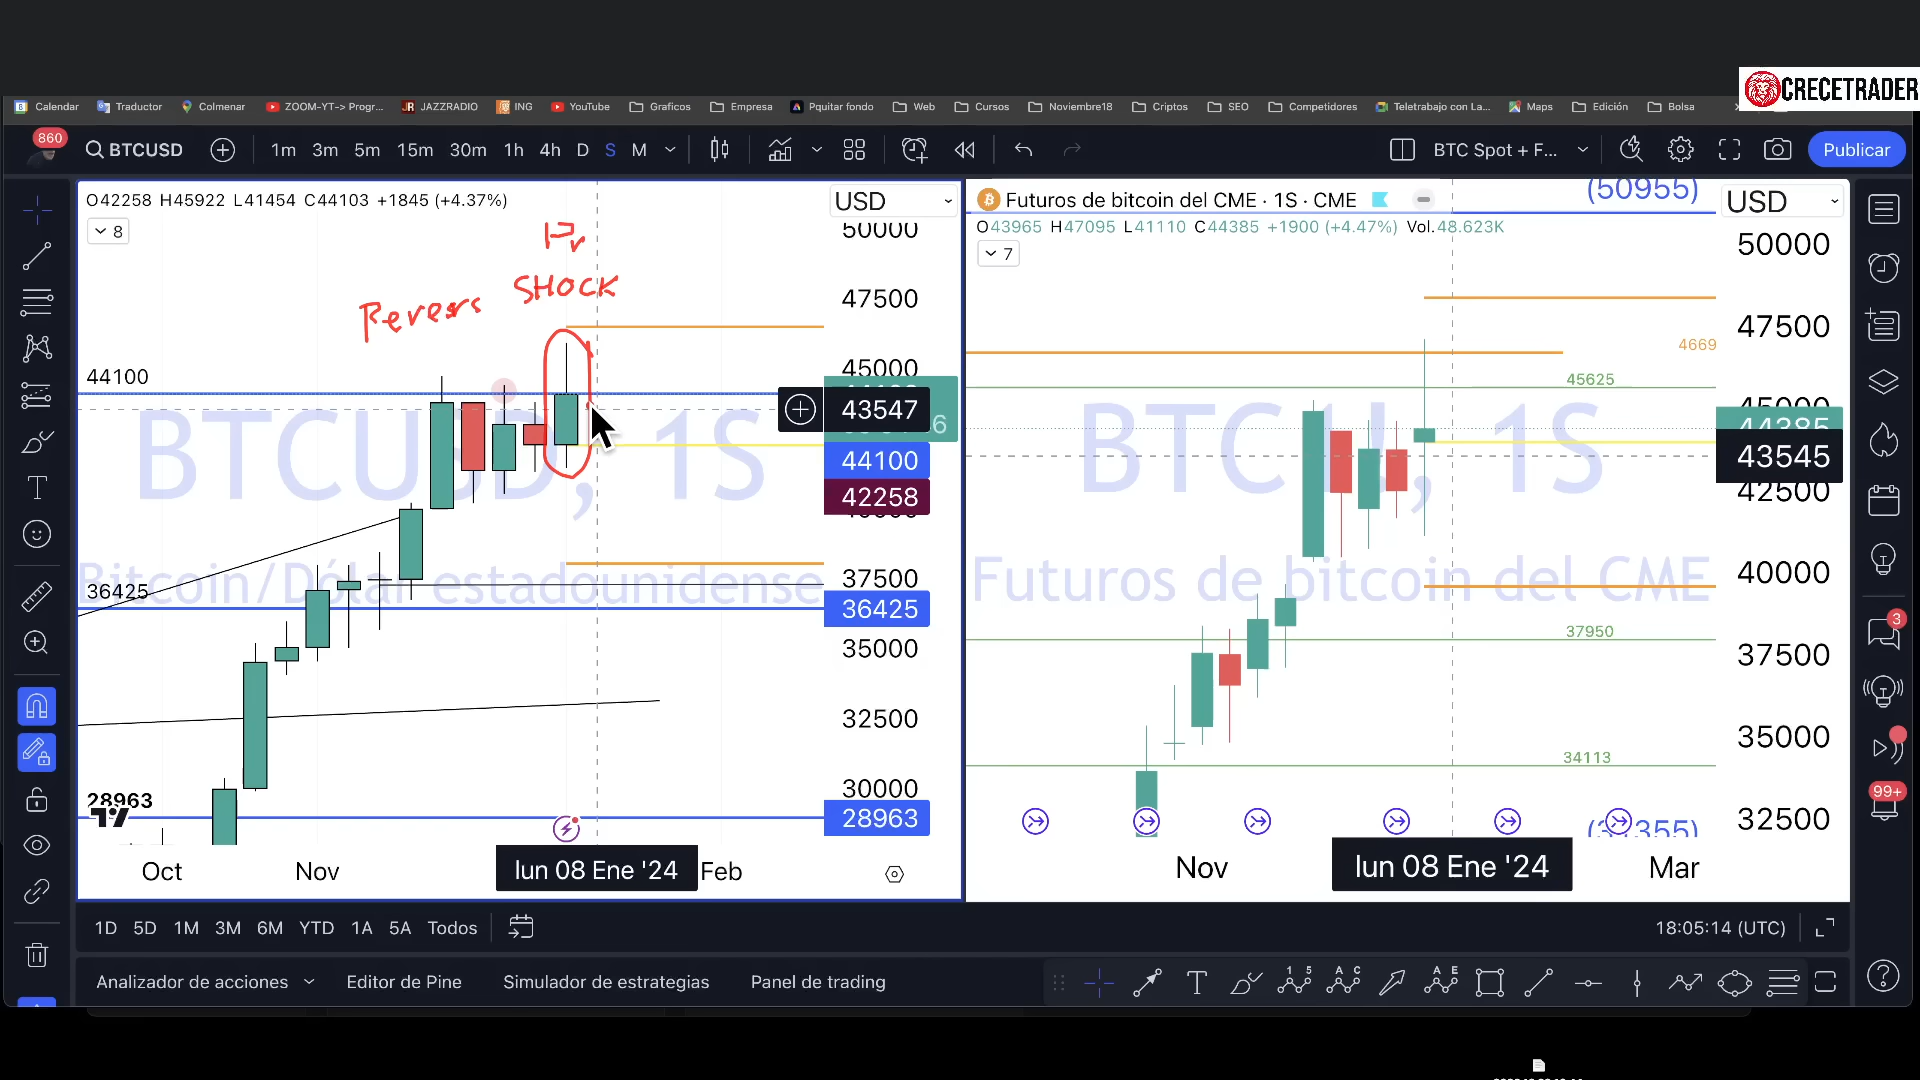 CRECETRADER
Calendar Traductor Colmenar ZOOM-YT-> Progr... JAZZRADIO ING YouTube Graficos Empresa Pquitar fondo Web Cursos Noviembre18 Criptos SEO Competidores Teletrabajo con La... Maps Edición Bolsa
860
BTCUSD 1m 3m 5m 15m 30m 1h 4h D S M BTC Spot + F... Publicar
O42258 H45922 L41454 C44103 +1845 (+4.37%)
8
USD
50000
47500
45000
43547
44100
42258
37500
36425
35000
32500
30000
28963
SHOCK
44100
BTCUSD, 1S
Bitcoin/Dólar estadounidense
36425
28963
Oct Nov lun 08 Ene '24 Feb
Futuros de bitcoin del CME · 1S · CME
(50955)
O43965 H47095 L41110 C44385 +1900 (+4.47%) Vol.48.623K
7
USD
50000
47500
4669
45625
45000
44385
43545
42500
BTC1!, 1S
Futuros de bitcoin del CME
40000
37950
37500
35000
34113
32500
Nov lun 08 Ene '24 Mar
3
99+
1D 5D 1M 3M 6M YTD 1A 5A Todos 18:05:14 (UTC)
Analizador de acciones Editor de Pine Simulador de estrategias Panel de trading